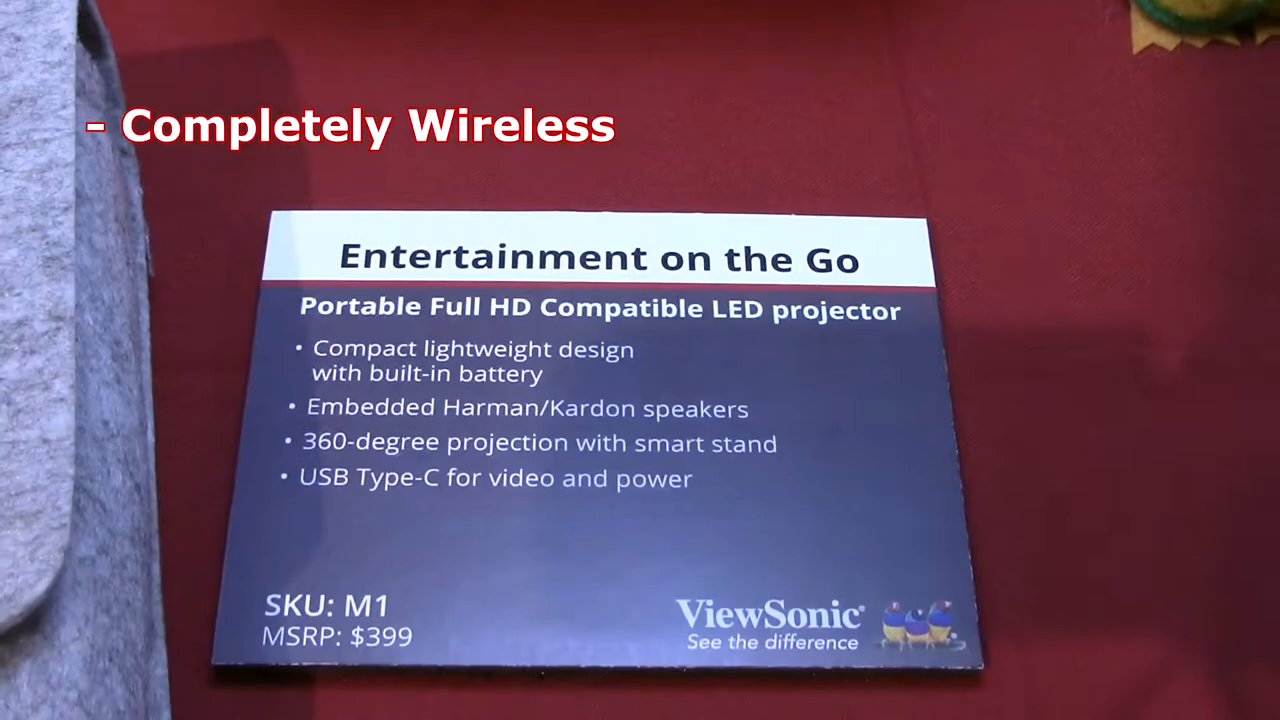 - Completely Wireless
Entertainment on the Go
Portable Full HD Compatible LED projector
• Compact lightweight design
with built-in battery
• Embedded Harman/Kardon speakers
• 360-degree projection with smart stand
• USB Type-C for video and power
SKU: M1
MSRP: $399
ViewSonic®
See the difference